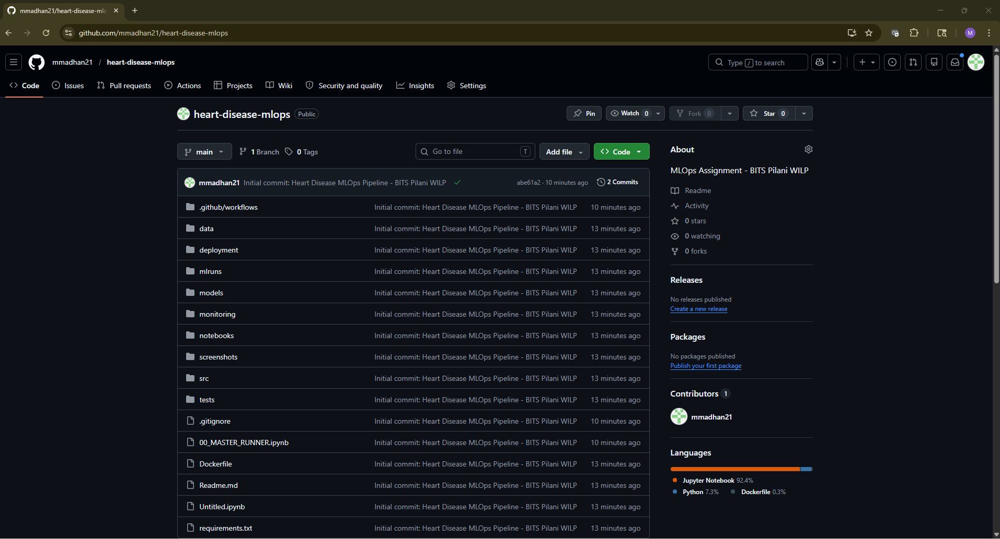 mmadhan21/heart-disease-mlo
github.com/mmadhan21/heart-disease-mlops
M
mmadhan21 / heart-disease-mlops
Type / to search
Code Issues Pull requests Actions Projects Wiki Security and quality Insights Settings
heart-disease-mlops Public
Pin Watch 0 Fork 0 Star 0
main 1 Branch 0 Tags Go to file T Add file Code
mmadhan21 Initial commit: Heart Disease MLOps Pipeline - BITS Pilani WILP abe61a2 · 10 minutes ago 2 Commits
.github/workflows Initial commit: Heart Disease MLOps Pipeline - BITS Pilani WILP 10 minutes ago
data Initial commit: Heart Disease MLOps Pipeline - BITS Pilani WILP 13 minutes ago
deployment Initial commit: Heart Disease MLOps Pipeline - BITS Pilani WILP 13 minutes ago
mlruns Initial commit: Heart Disease MLOps Pipeline - BITS Pilani WILP 13 minutes ago
models Initial commit: Heart Disease MLOps Pipeline - BITS Pilani WILP 13 minutes ago
monitoring Initial commit: Heart Disease MLOps Pipeline - BITS Pilani WILP 13 minutes ago
notebooks Initial commit: Heart Disease MLOps Pipeline - BITS Pilani WILP 13 minutes ago
screenshots Initial commit: Heart Disease MLOps Pipeline - BITS Pilani WILP 13 minutes ago
src Initial commit: Heart Disease MLOps Pipeline - BITS Pilani WILP 13 minutes ago
tests Initial commit: Heart Disease MLOps Pipeline - BITS Pilani WILP 13 minutes ago
.gitignore Initial commit: Heart Disease MLOps Pipeline - BITS Pilani WILP 10 minutes ago
00_MASTER_RUNNER.ipynb Initial commit: Heart Disease MLOps Pipeline - BITS Pilani WILP 10 minutes ago
Dockerfile Initial commit: Heart Disease MLOps Pipeline - BITS Pilani WILP 13 minutes ago
Readme.md Initial commit: Heart Disease MLOps Pipeline - BITS Pilani WILP 13 minutes ago
Untitled.ipynb Initial commit: Heart Disease MLOps Pipeline - BITS Pilani WILP 13 minutes ago
requirements.txt Initial commit: Heart Disease MLOps Pipeline - BITS Pilani WILP 13 minutes ago
About
MLOps Assignment - BITS Pilani WILP
Readme
Activity
0 stars
0 watching
0 forks
Releases
No releases published
Create a new release
Packages
No packages published
Publish your first package
Contributors 1
mmadhan21
Languages
Jupyter Notebook 92.4%
Python 7.3% Dockerfile 0.3%